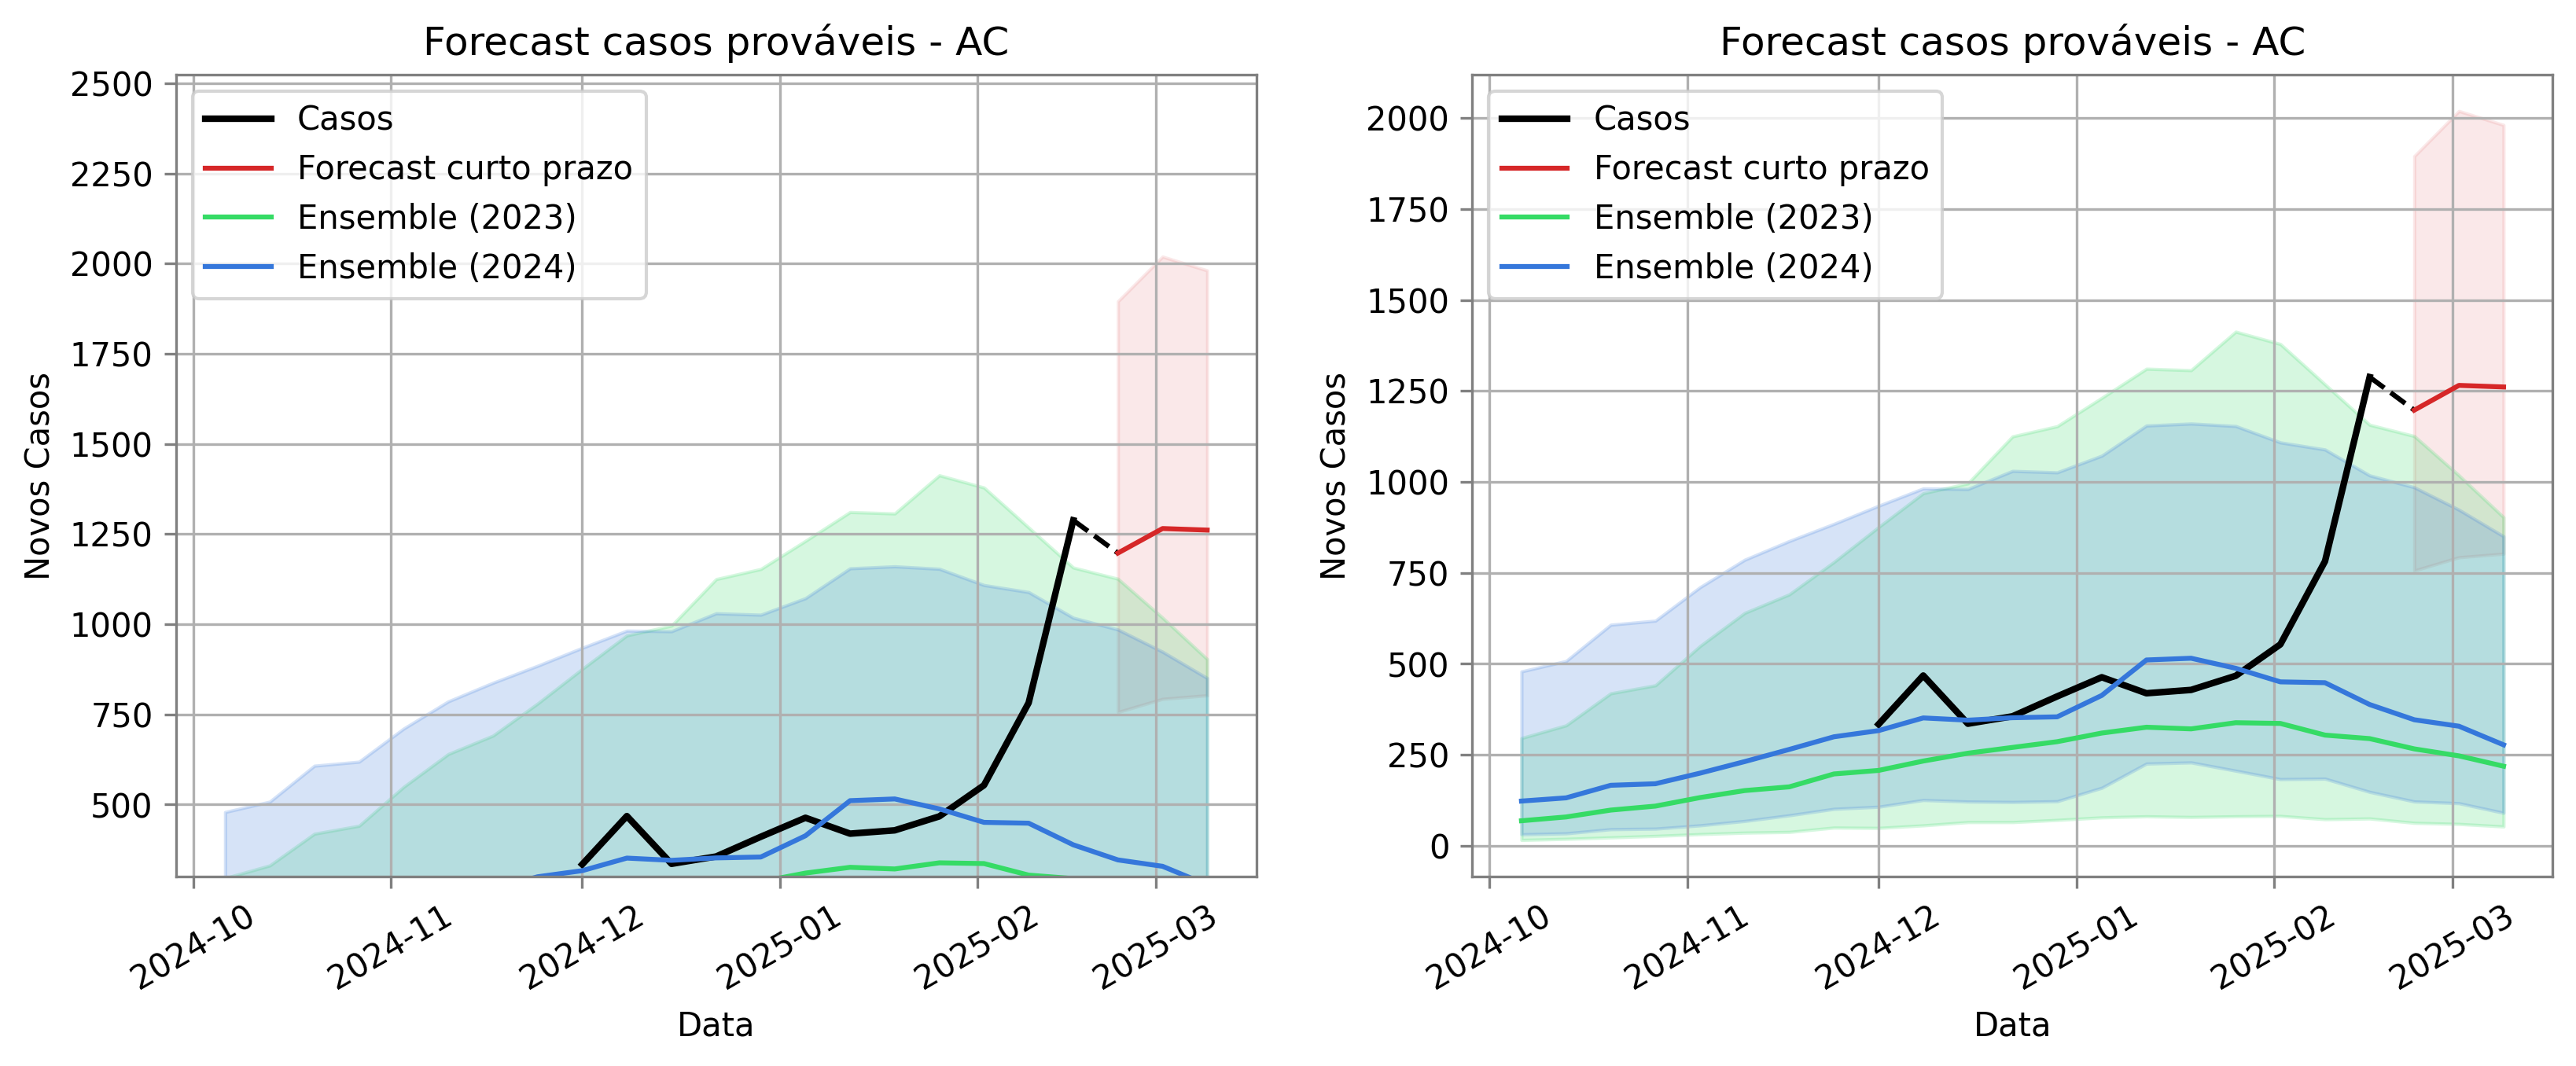 Forecast casos prováveis - AC
2500
2250
2000
1750
1500
1250
1000
750
500
Novos Casos
Casos
Forecast curto prazo
Ensemble (2023)
Ensemble (2024)
2024-10
2024-11
2024-12
2025-01
2025-02
2025-03
Data
Forecast casos prováveis - AC
2000
1750
1500
1250
1000
750
500
250
0
Novos Casos
Casos
Forecast curto prazo
Ensemble (2023)
Ensemble (2024)
2024-10
2024-11
2024-12
2025-01
2025-02
2025-03
Data